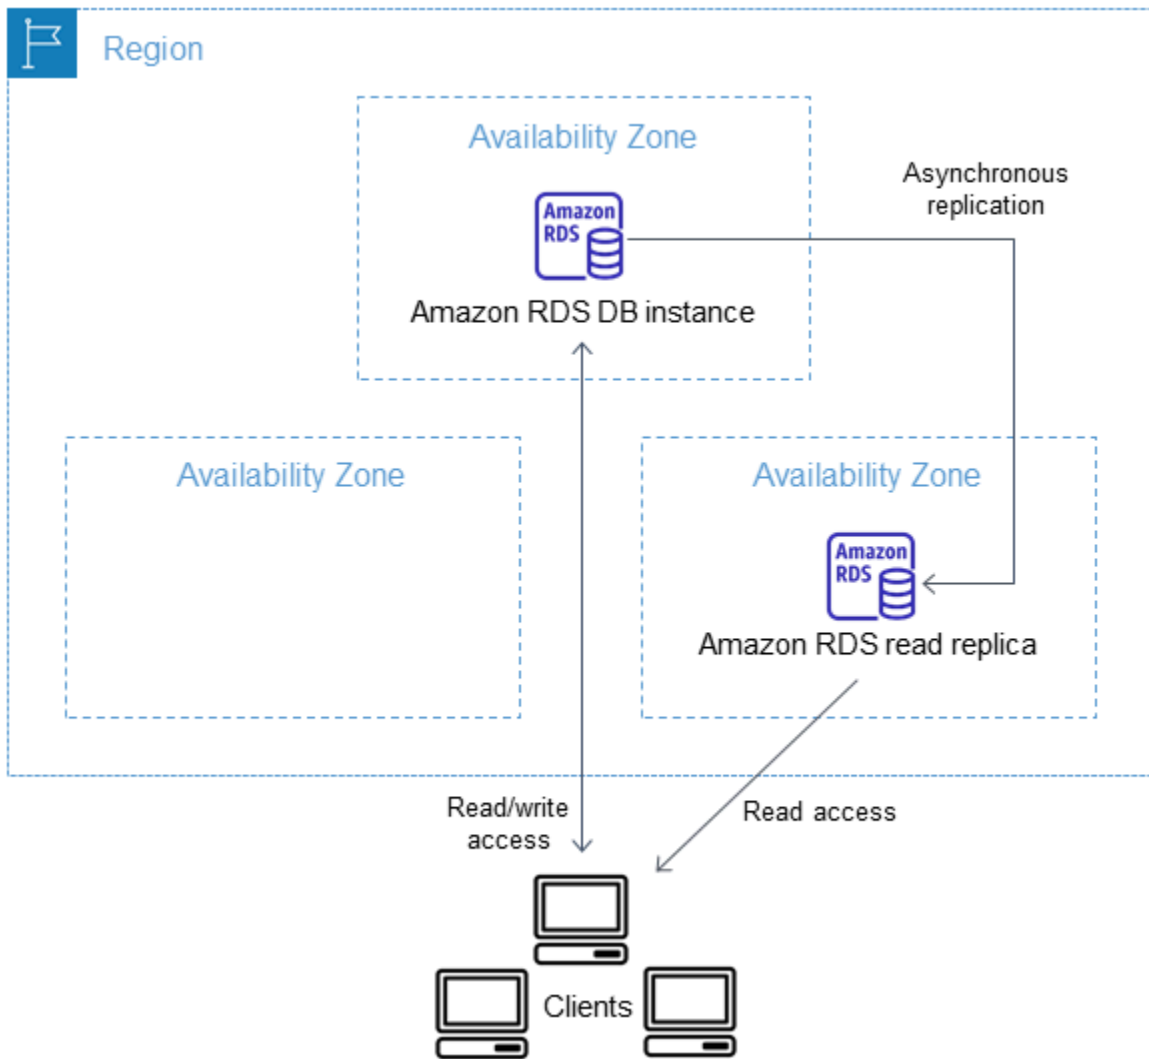 Region
Availability Zone
Asynchronous
replication
Amazon
RDS
Amazon RDS DB instance
Availability Zone
Availability Zone
Amazon
RDS
Amazon RDS read replica
Read/write
access
Read access
Clients